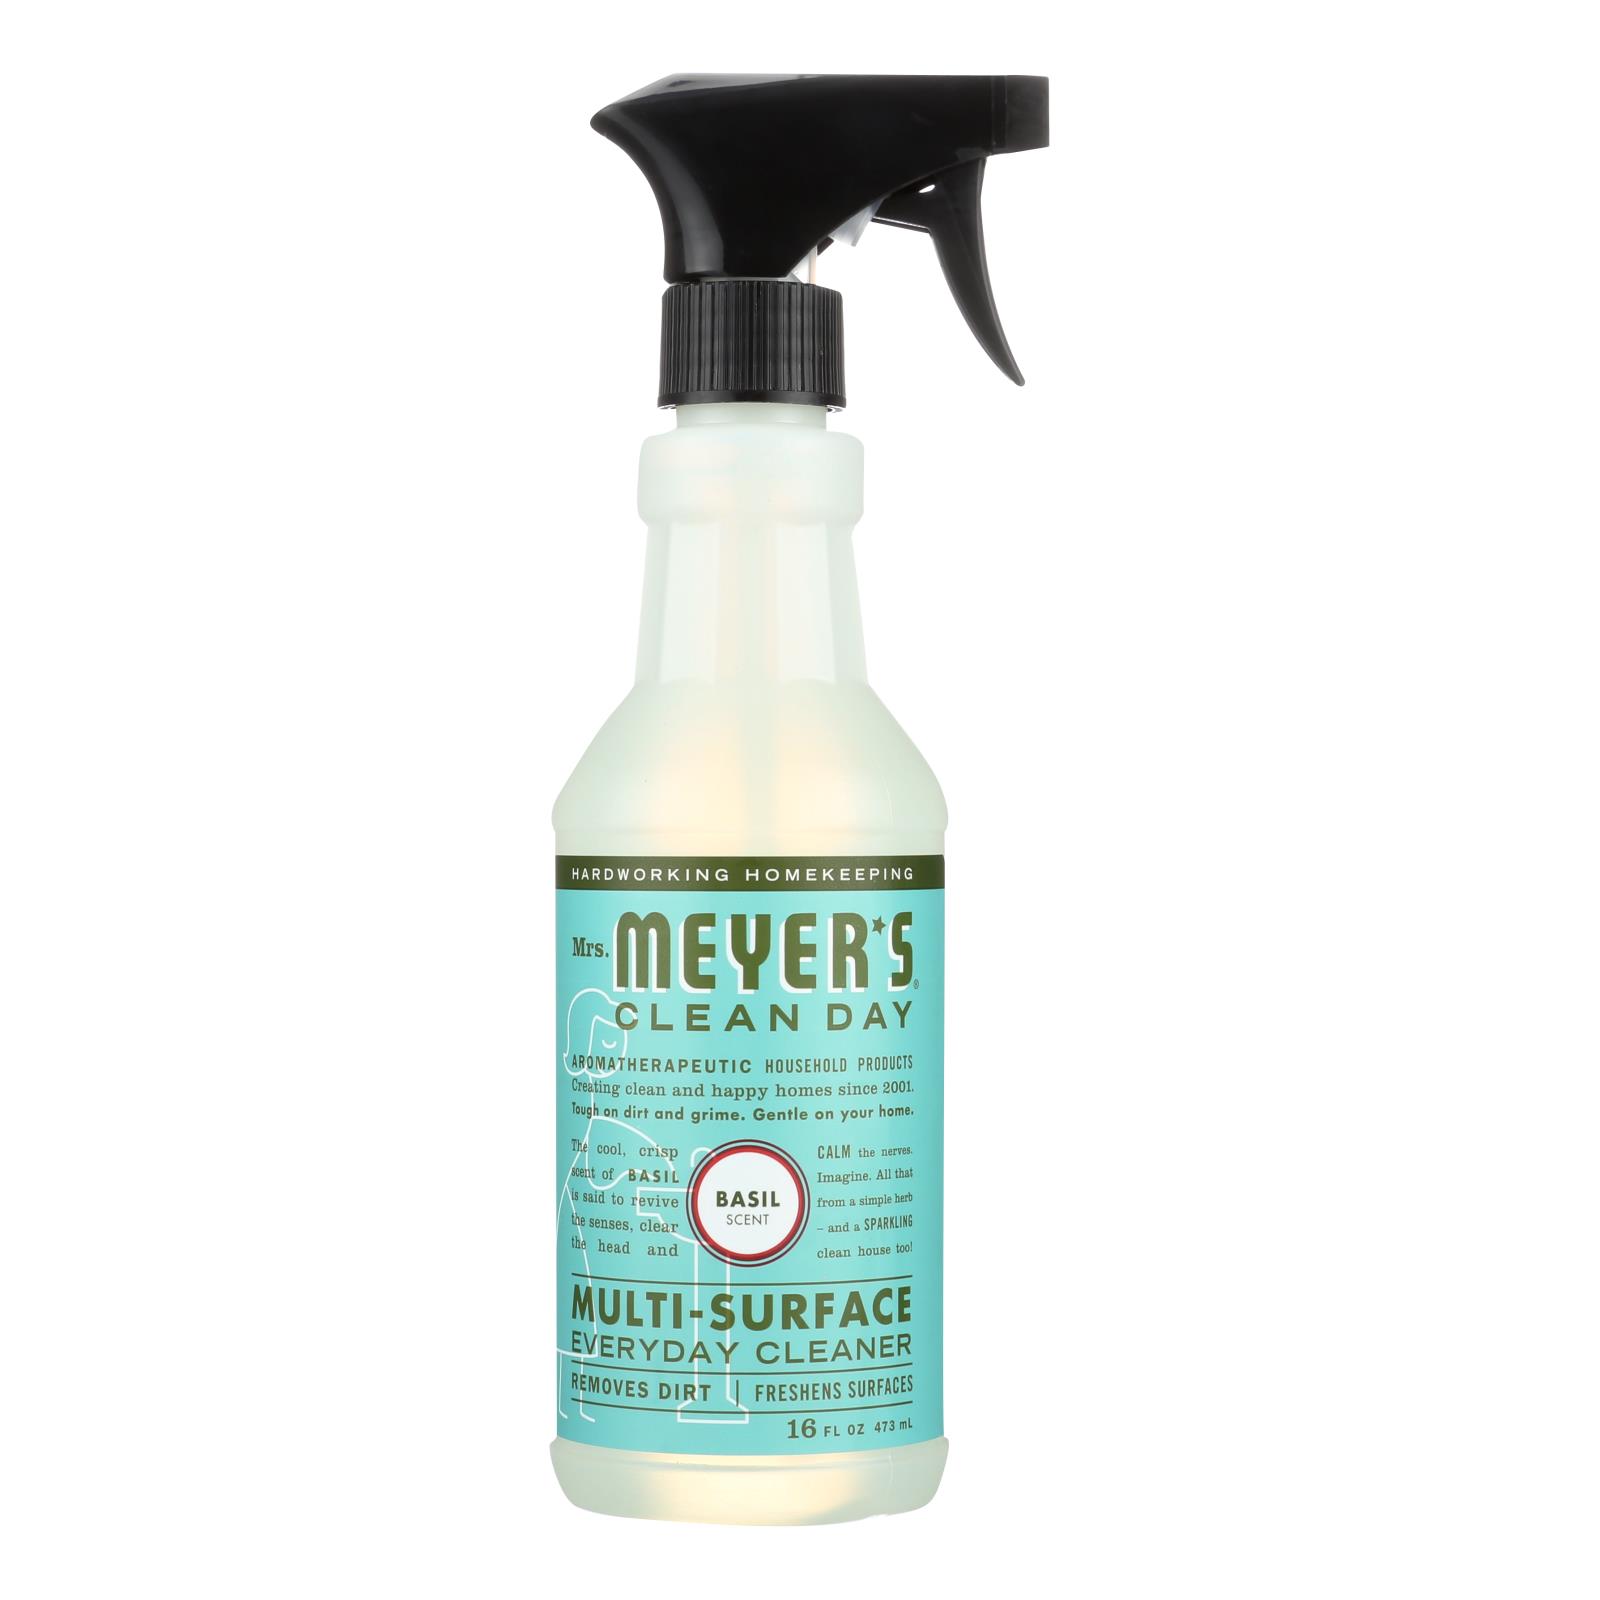 HARDWORKING HOMEKEEPING
Mrs. MEYER'S®
CLEAN DAY
AROMATHERAPEUTIC HOUSEHOLD PRODUCTS
Creating clean and happy homes since 2001.
Tough on dirt and grime. Gentle on your home.
The cool, crisp
scent of BASIL
is said to revive
the senses, clear
the head and
BASIL
SCENT
CALM the nerves.
Imagine. All that
from a simple herb
– and a SPARKLING
clean house too!
MULTI-SURFACE
EVERYDAY CLEANER
REMOVES DIRT | FRESHENS SURFACES
16 FL OZ 473 mL